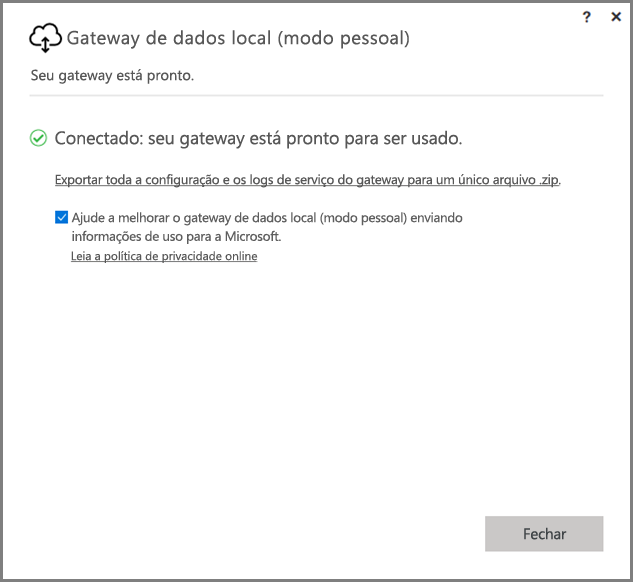 ? ×
Gateway de dados local (modo pessoal)
Seu gateway está pronto.
Conectado: seu gateway está pronto para ser usado.
Exportar toda a configuração e os logs de serviço do gateway para um único arquivo .zip.
Ajude a melhorar o gateway de dados local (modo pessoal) enviando
informações de uso para a Microsoft.
Leia a política de privacidade online
Fechar